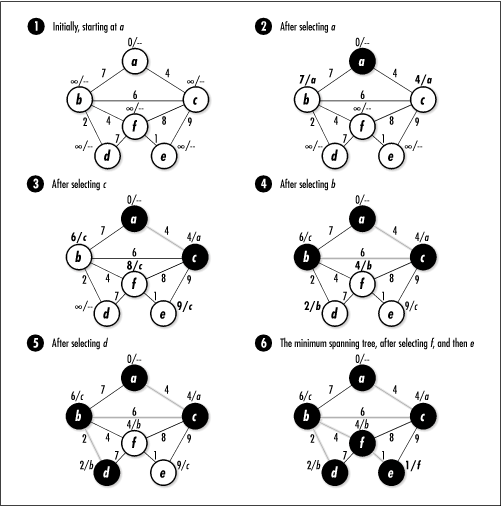 1 Initially, starting at a
2 After selecting a
0/--
a
7
4
∞/--
∞/--
b
6
c
∞/--
2
4
f
8
9
∞/--
7
1
∞/--
d
e
0/--
a
7
4
7/a
4/a
b
6
c
∞/--
2
4
f
8
9
∞/--
7
1
∞/--
d
e
3 After selecting c
4 After selecting b
0/--
a
7
4
6/c
4/a
b
6
c
8/c
2
4
f
8
9
∞/--
7
1
9/c
d
e
0/--
a
7
4
6/c
4/a
b
6
c
4/b
2
4
f
8
9
2/b
7
1
9/c
d
e
5 After selecting d
6 The minimum spanning tree, after selecting f, and then e
0/--
a
7
4
6/c
4/a
b
6
c
4/b
2
4
f
8
9
2/b
7
1
9/c
d
e
0/--
a
7
4
6/c
4/a
b
6
c
4/b
2
4
f
8
9
2/b
7
1
1/f
d
e